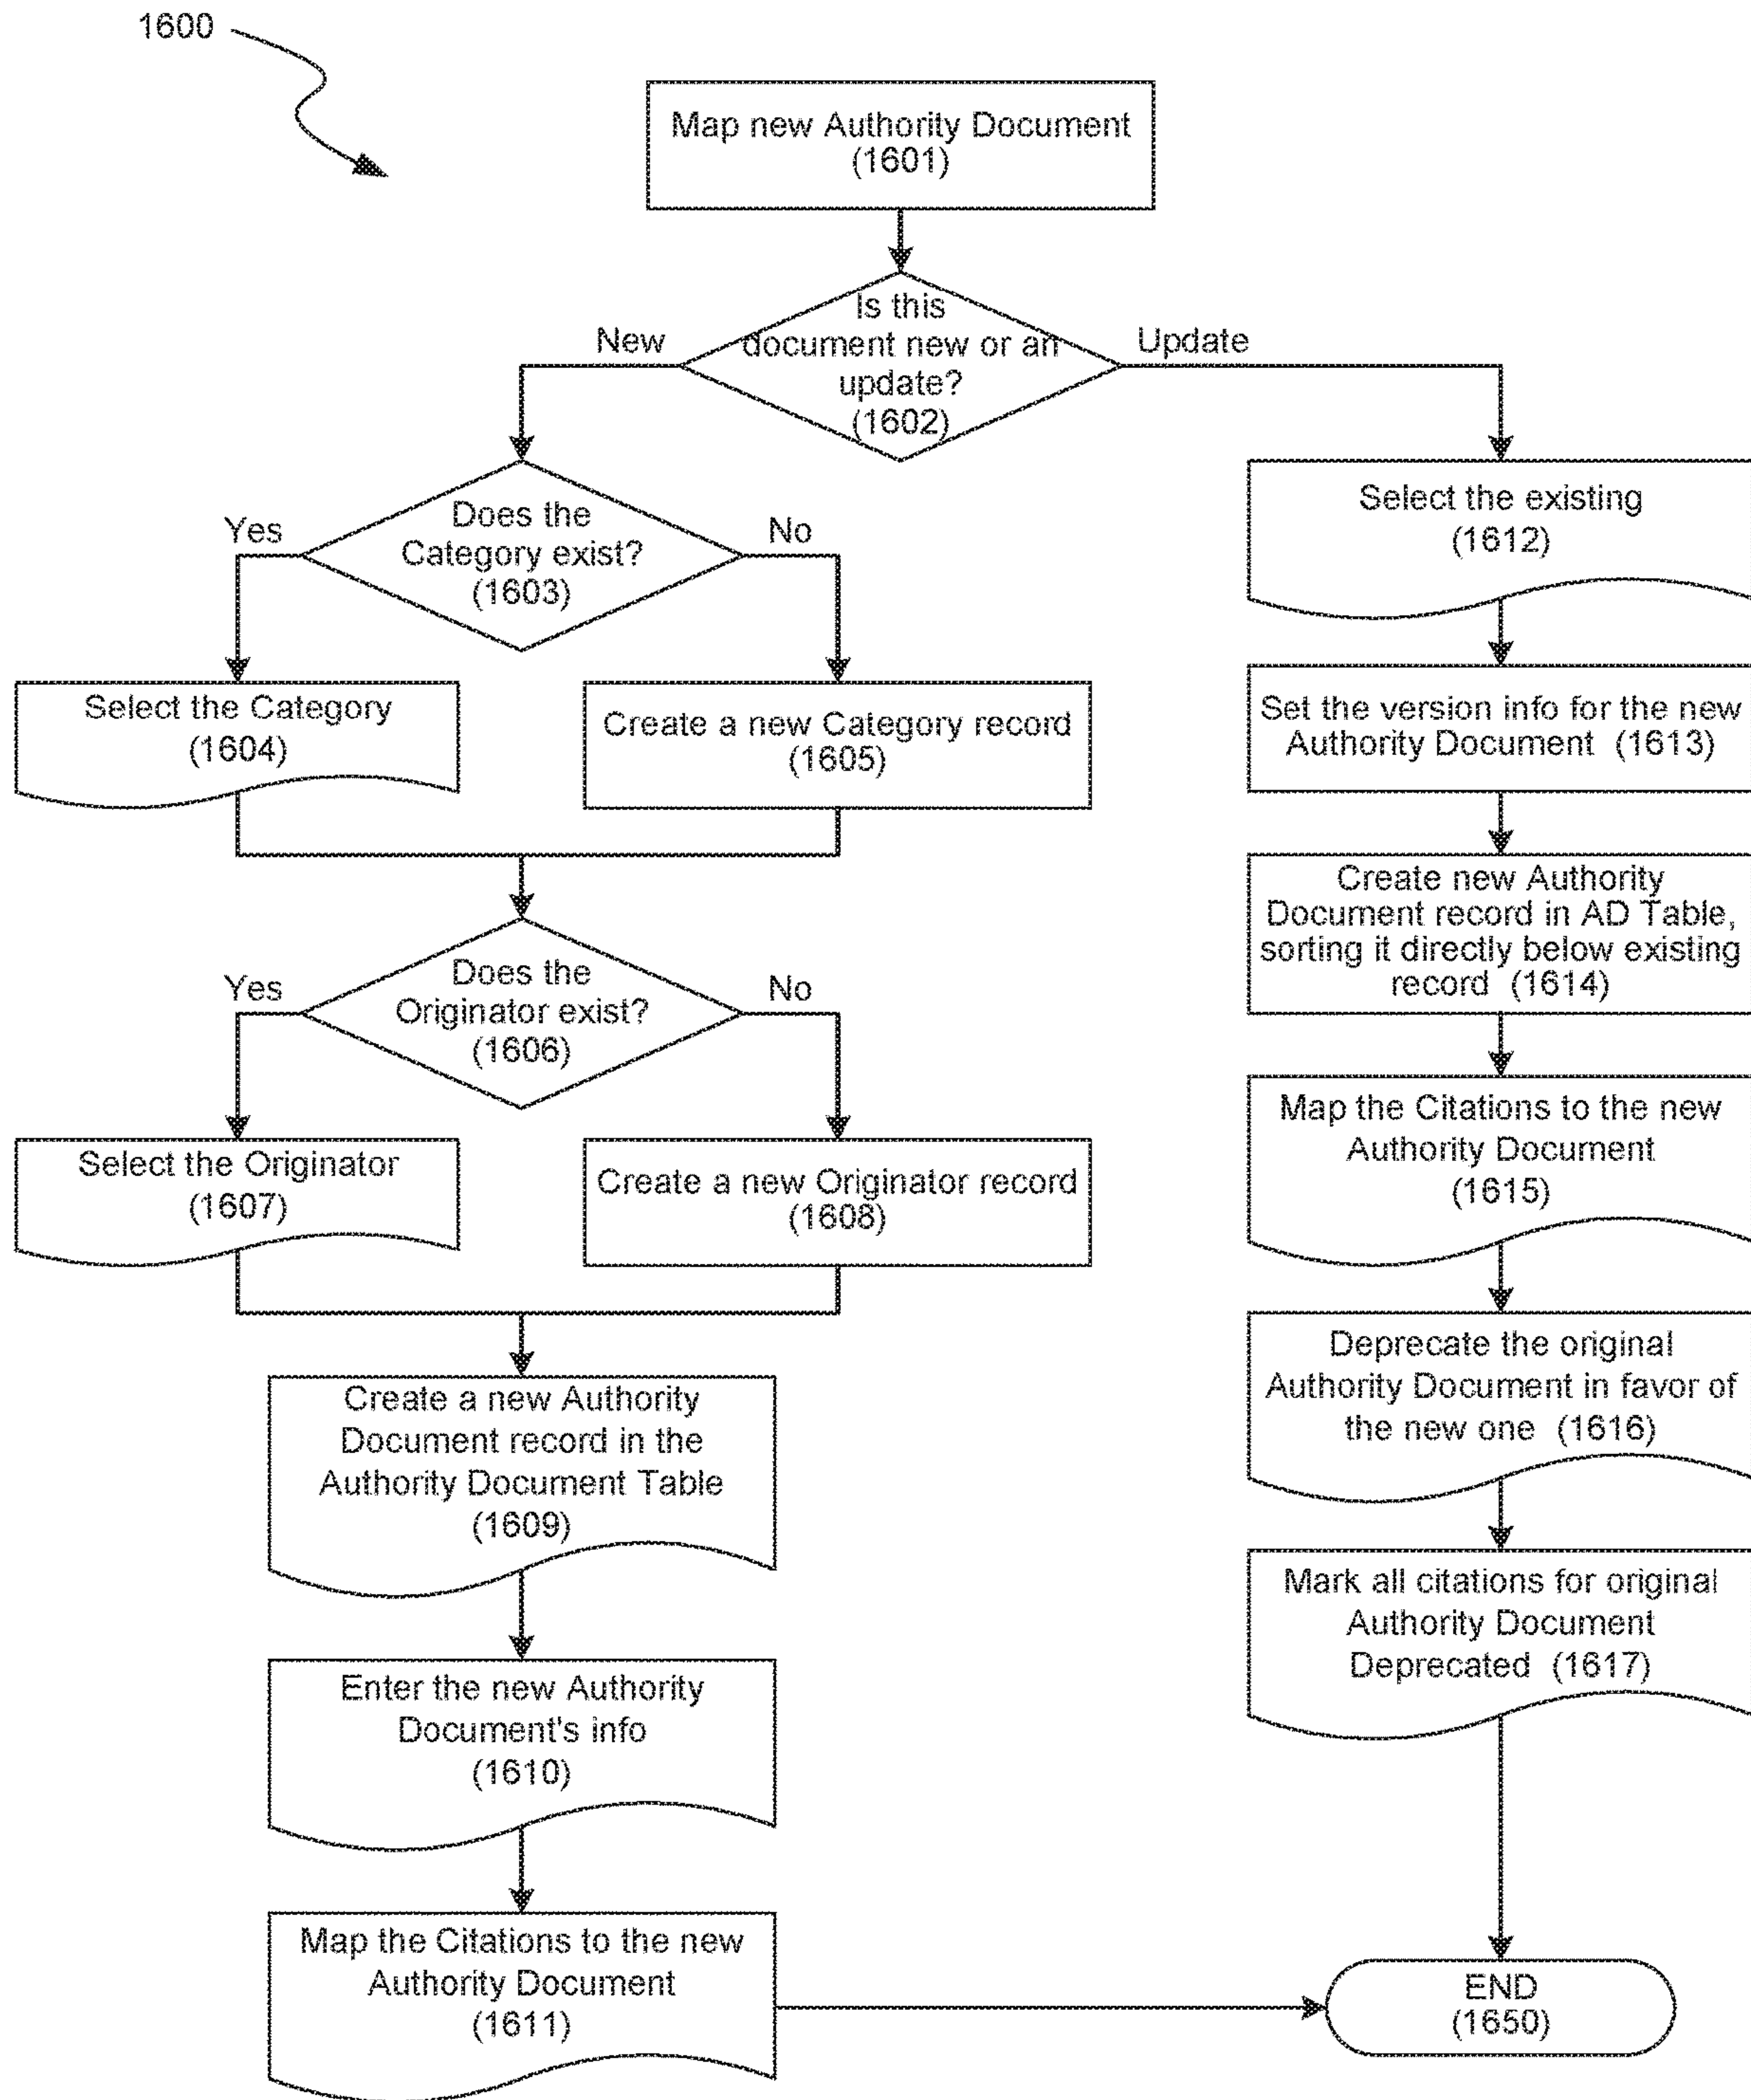 1600
Map new Authority Document
(1601)
Is this
document new or an
update?
(1602)
New
Update
Does the
Category exist?
(1603)
Yes
No
Select the Category
(1604)
Create a new Category record
(1605)
Does the
Originator exist?
(1606)
Yes
No
Select the Originator
(1607)
Create a new Originator record
(1608)
Create a new Authority
Document record in the
Authority Document Table
(1609)
Enter the new Authority
Document's info
(1610)
Map the Citations to the new
Authority Document
(1611)
Select the existing
(1612)
Set the version info for the new
Authority Document (1613)
Create new Authority
Document record in AD Table,
sorting it directly below existing
record (1614)
Map the Citations to the new
Authority Document
(1615)
Deprecate the original
Authority Document in favor of
the new one (1616)
Mark all citations for original
Authority Document
Deprecated (1617)
END
(1650)